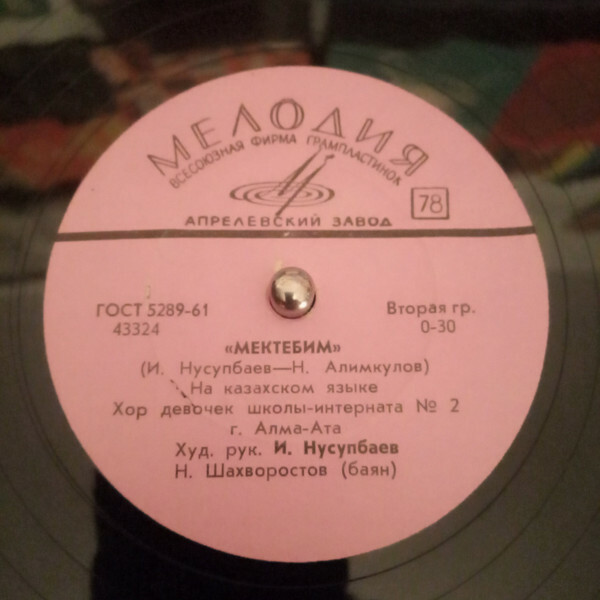 МЕЛОДИЯ
ВСЕСОЮЗНАЯ ФИРМА ГРАМПЛАСТИНОК
78
АПРЕЛЕВСКИЙ ЗАВОД
ГОСТ 5289-61
Вторая гр.
43324
0-30
«МЕКТЕБИМ»
(И. Нусупбаев—Н. Алимкулов)
На казахском языке
Хор девочек школы-интерната № 2
г. Алма-Ата
Худ. рук. И. Нусупбаев
Н. Шахворостов (баян)